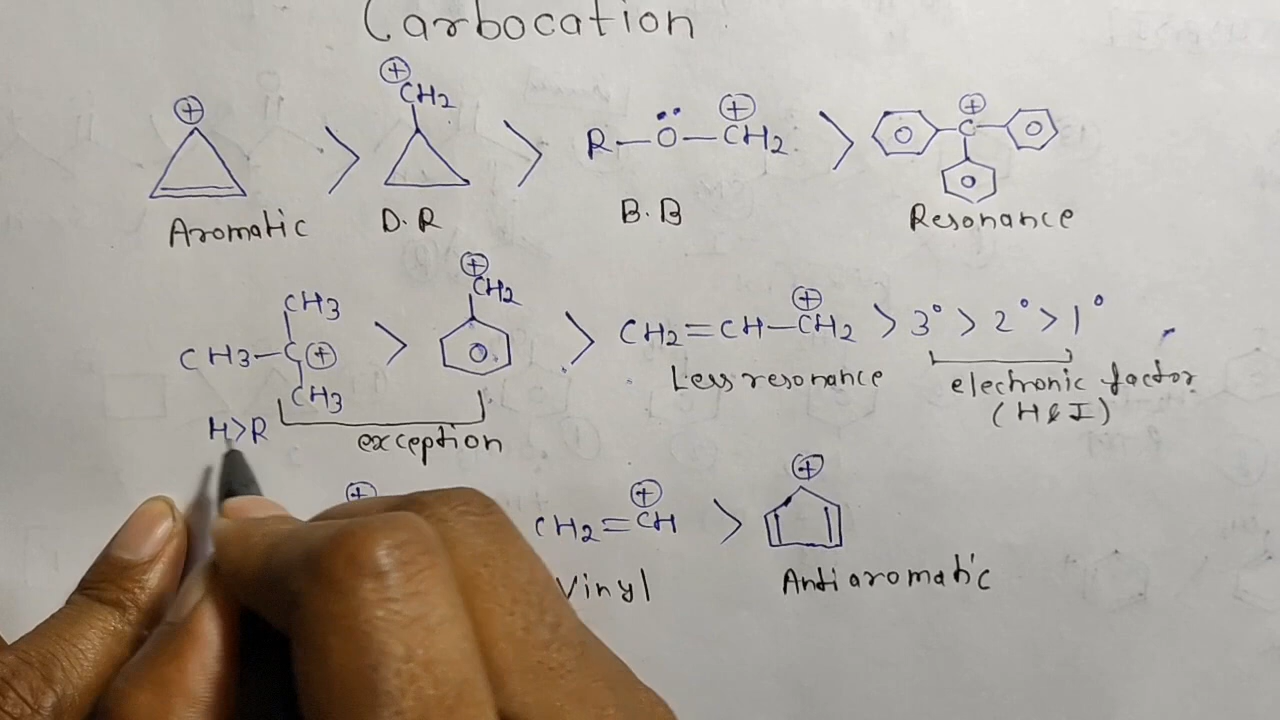 Carbocation
⊕ > ⊕CH2 > R—Ö—⊕CH2 > ⊕C
Aromatic D.R B.B Resonance
CH3
CH3—C⊕ > ⊕CH2 > CH2=CH—⊕CH2 > 3° > 2° > 1°
CH3
Less resonance electronic factor
(H & I)
H>R exception
⊕ CH2=⊕CH > ⊕
Vinyl Antiaromatic